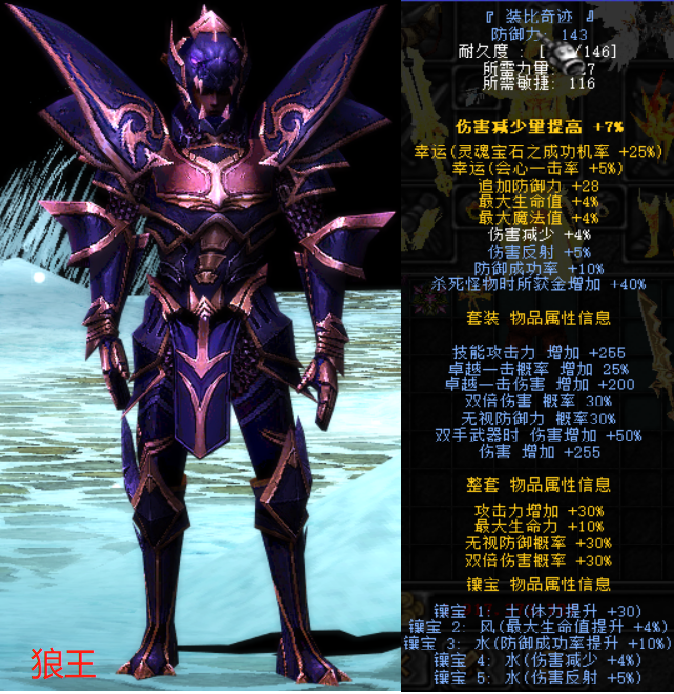 『 装比奇迹 』
防御力: 143
耐久度 : [ /146]
所需力量: 27
所需敏捷: 116
伤害减少量提高 +7%
幸运(灵魂宝石之成功机率 +25%)
幸运(会心一击率 +5%)
追加防御力 +28
最大生命值 +4%
最大魔法值 +4%
伤害减少 +4%
伤害反射 +5%
防御成功率 +10%
杀死怪物时所获金增加 +40%
套装 物品属性信息
技能攻击力 增加 +255
卓越一击概率 增加 25%
卓越一击伤害 增加 +200
双倍伤害 概率 30%
无视防御力 概率30%
双手武器时 伤害增加 +50%
伤害 增加 +255
整套 物品属性信息
攻击力增加 +30%
最大生命力 +10%
无视防御概率 +30%
双倍伤害概率 +30%
镶宝 物品属性信息
镶宝 1: 土(体力提升 +30)
镶宝 2: 风(最大生命值提升 +4%)
镶宝 3: 水(防御成功率提升 +10%)
镶宝 4: 水(伤害减少 +4%)
镶宝 5: 水(伤害反射 +5%)
狼王